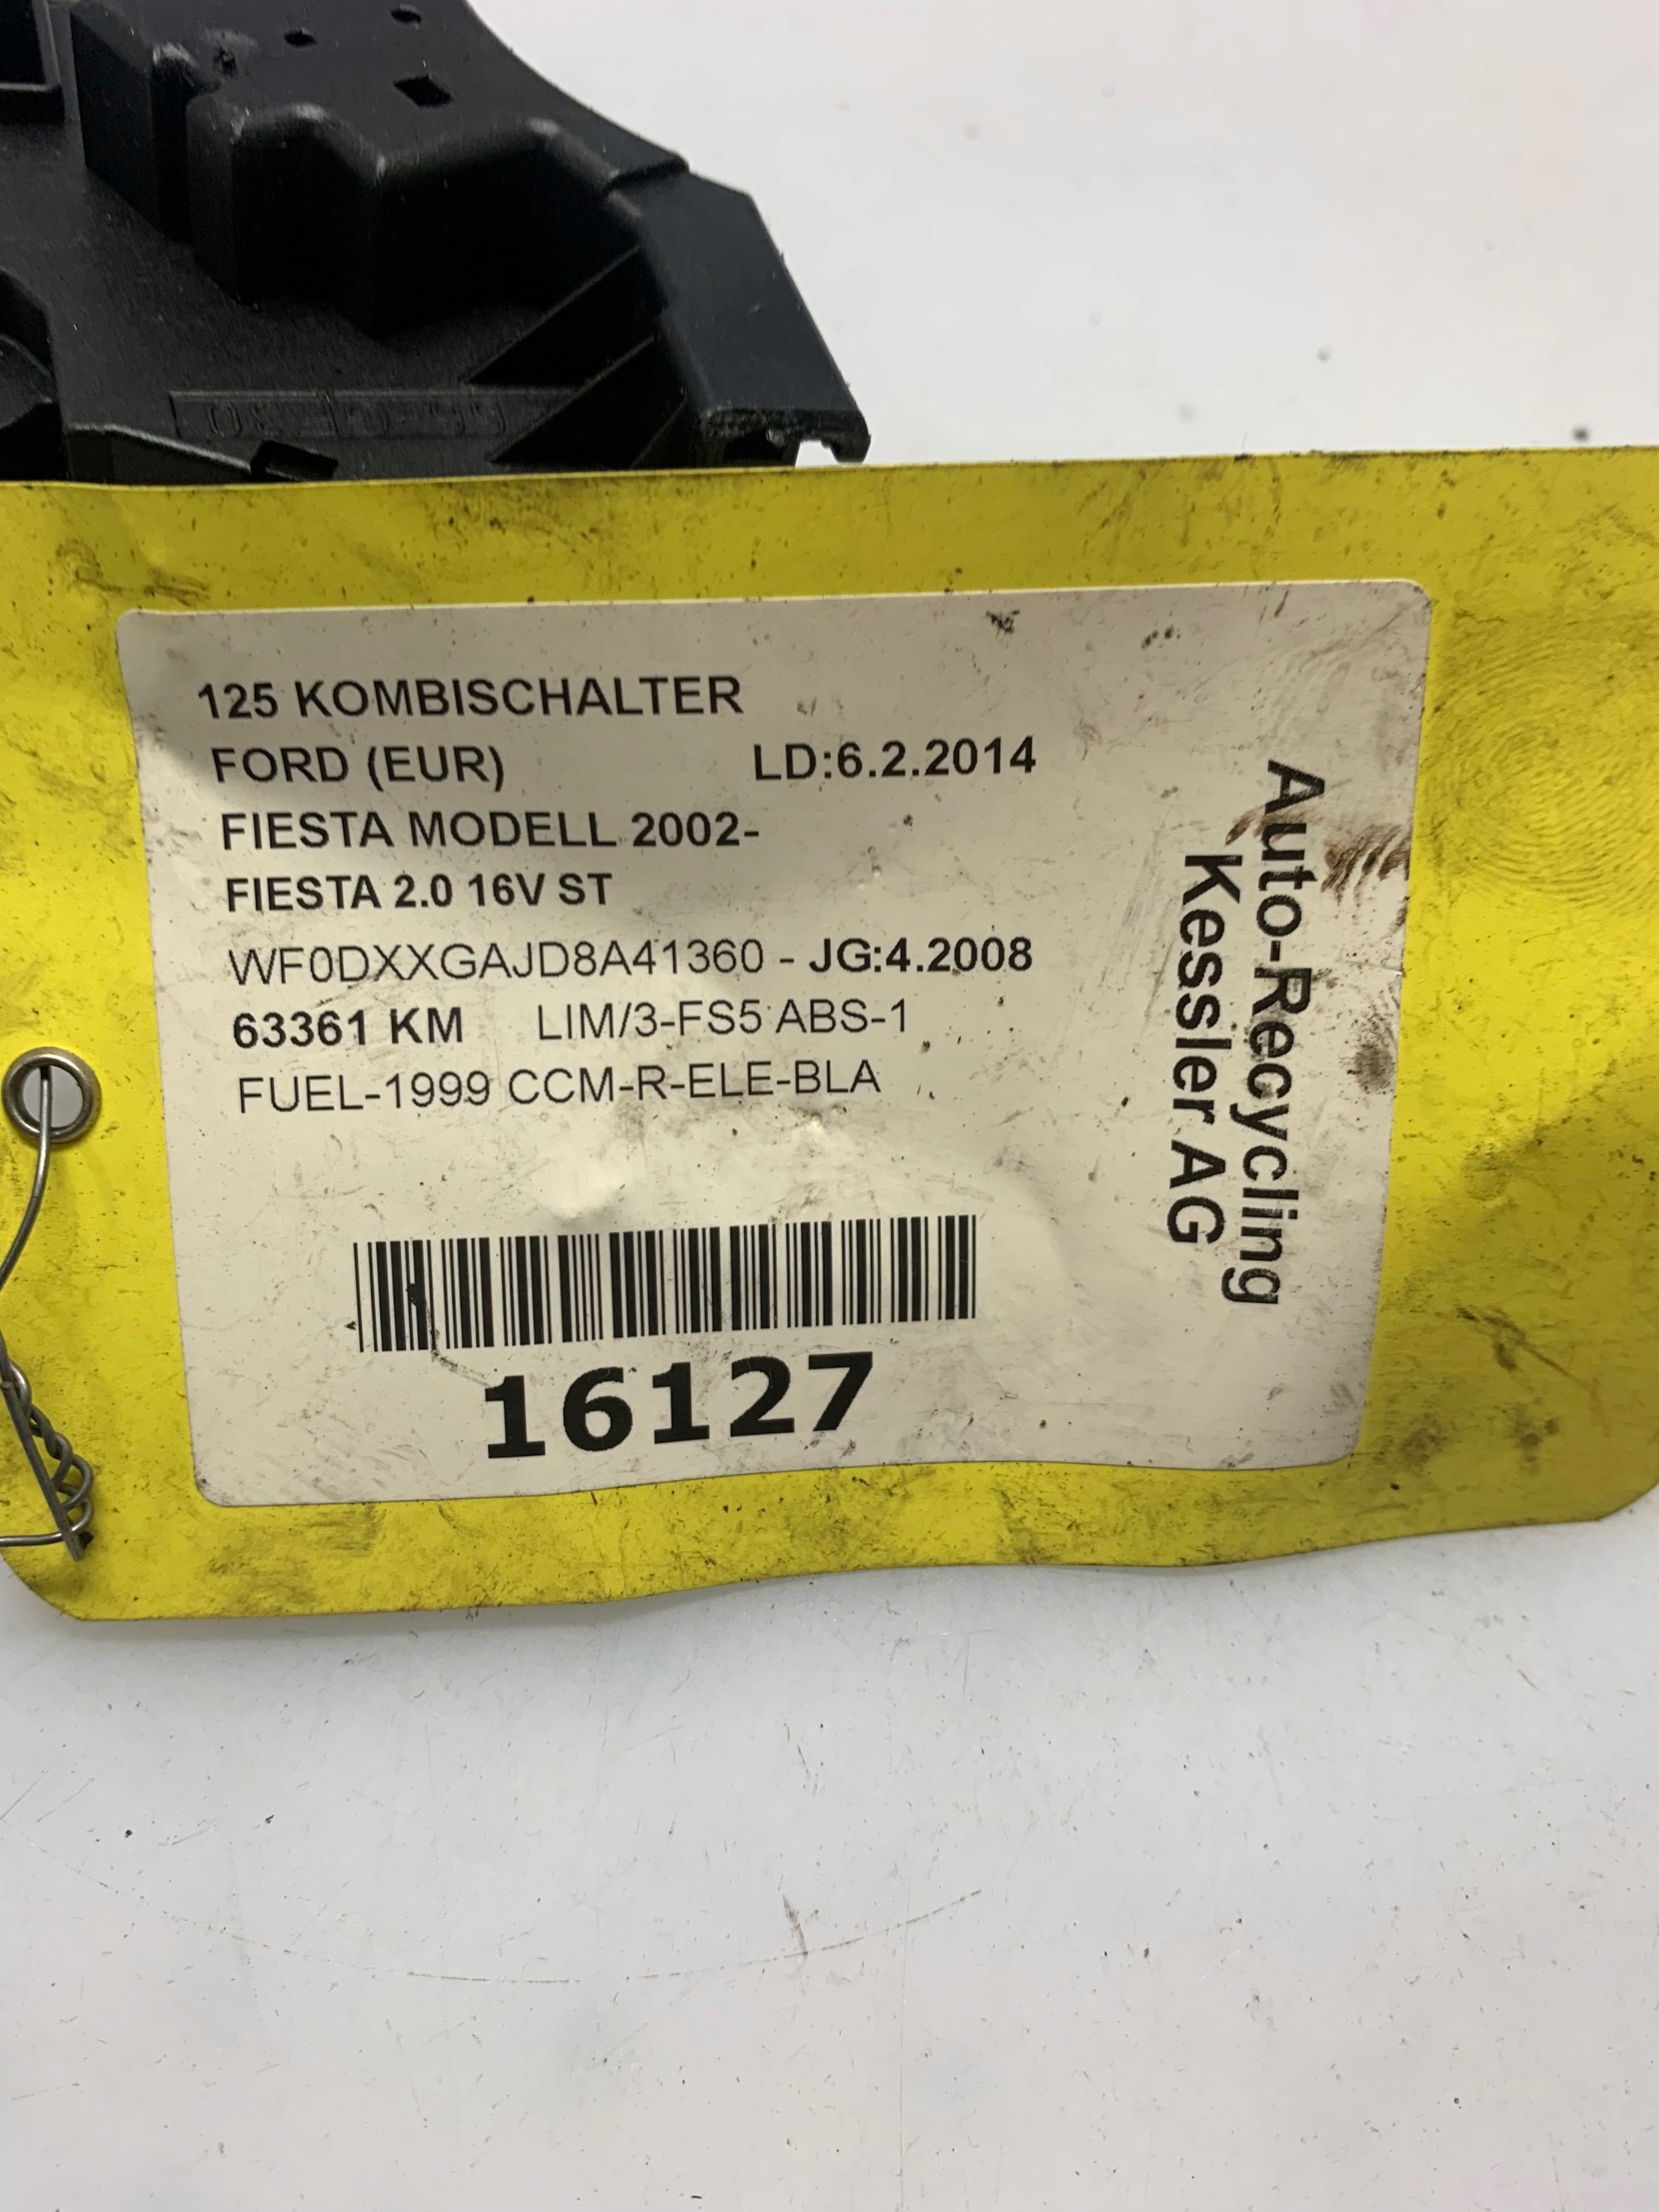 125 KOMBISCHALTER
FORD (EUR) LD:6.2.2014
FIESTA MODELL 2002-
FIESTA 2.0 16V ST
WF0DXXGAJD8A41360 - JG:4.2008
63361 KM LIM/3-FS5 ABS-1
FUEL-1999 CCM-R-ELE-BLA
16127
Auto-Recycling
Kessler AG